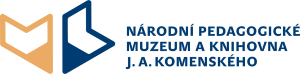 NÁRODNÍ PEDAGOGICKÉ
MUZEUM A KNIHOVNA
J. A. KOMENSKÉHO